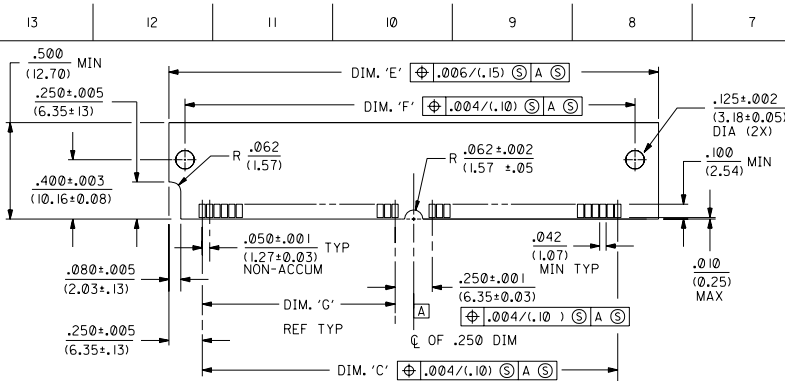 13 12 11 10 9 8 7
.500
(12.70) MIN
.250±.005
(6.35±13)
DIM. 'E' ⌖ .006/(.15) Ⓢ A Ⓢ
DIM. 'F' ⌖ .004/(.10) Ⓢ A Ⓢ
.125±.002
(3.18±0.05)
DIA (2X)
R .062
(1.57)
R .062±.002
(1.57 ±.05
.100
(2.54) MIN
.400±.003
(10.16±0.08)
.050±.001
(1.27±0.03) TYP
NON-ACCUM
.042
(1.07)
MIN TYP
.080±.005
(2.03±.13)
.250±.001
(6.35±0.03)
.010
(0.25)
MAX
DIM. 'G'
REF TYP
A
⌖ .004/(.10 ) Ⓢ A Ⓢ
.250±.005
(6.35±.13)
℄ OF .250 DIM
DIM. 'C' ⌖ .004/(.10) Ⓢ A Ⓢ